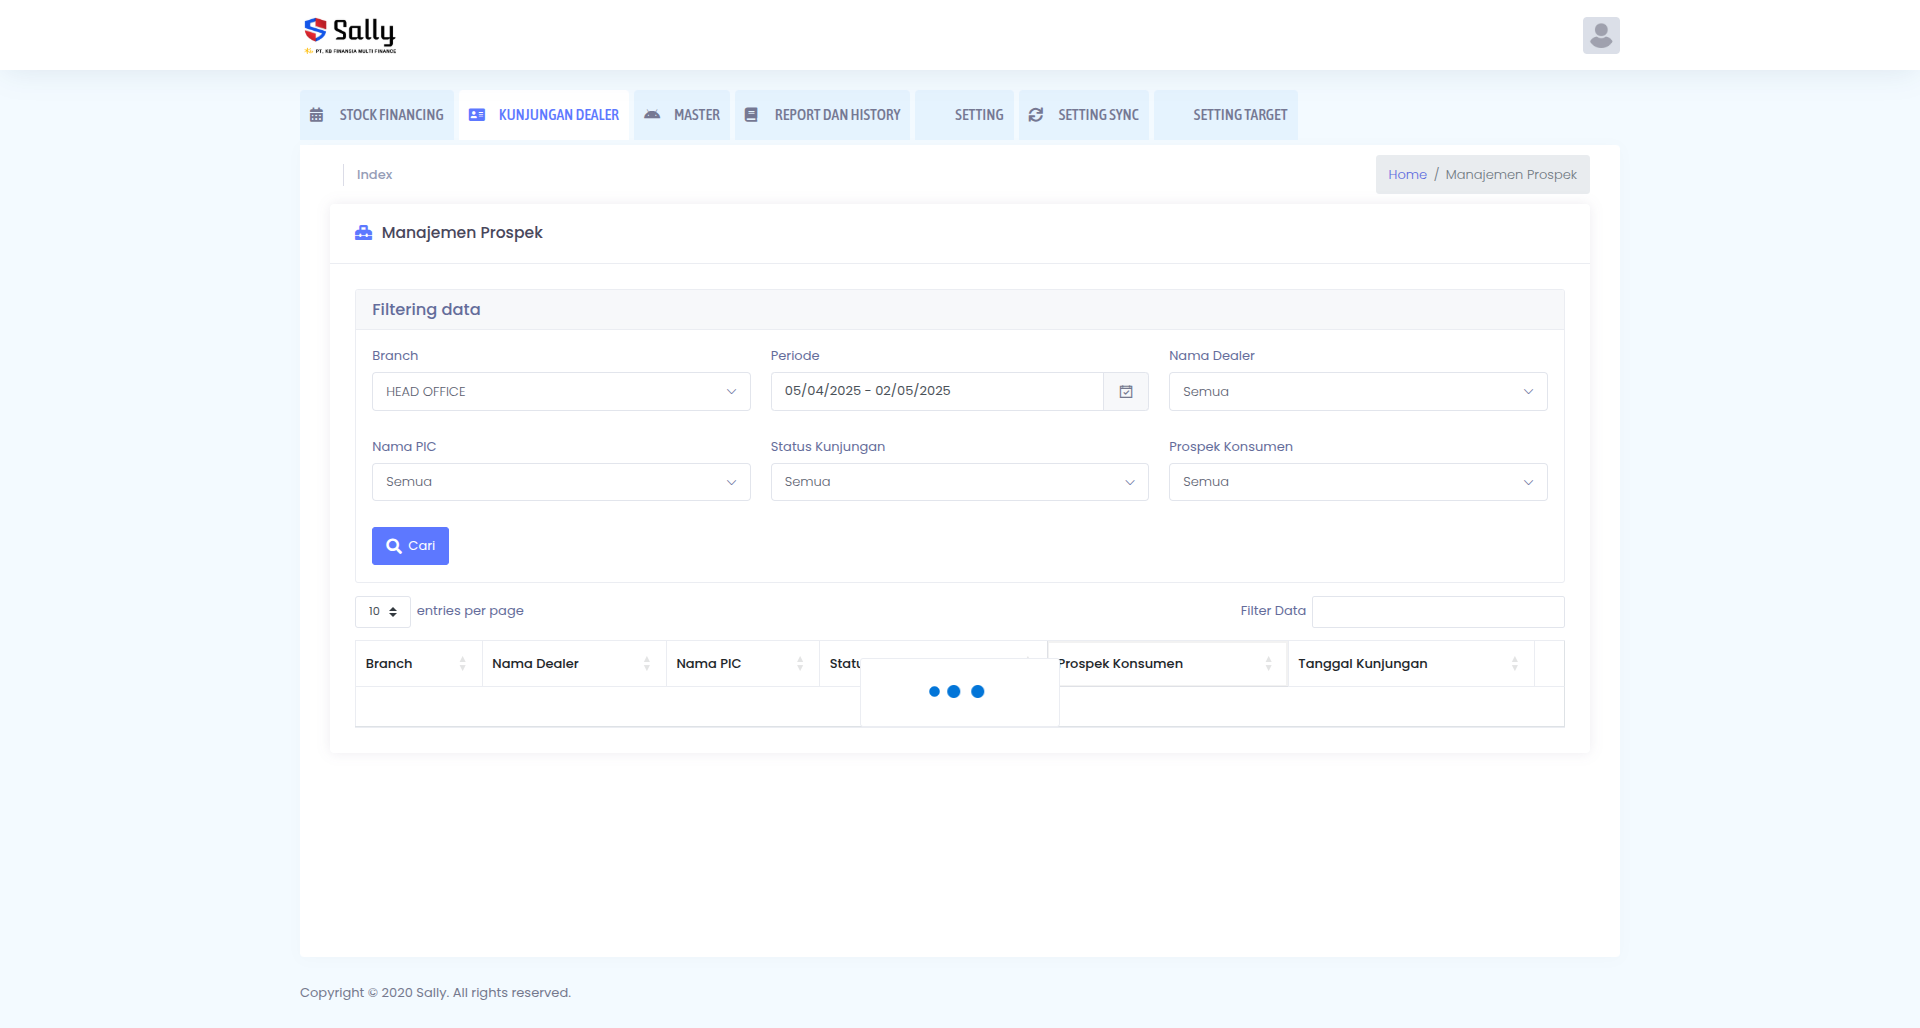 Sally
PT. KB FINANSIA MULTI FINANCE
STOCK FINANCING
KUNJUNGAN DEALER
MASTER
REPORT DAN HISTORY
SETTING
SETTING SYNC
SETTING TARGET
Index
Home / Manajemen Prospek
Manajemen Prospek
Filtering data
Branch
Periode
Nama Dealer
HEAD OFFICE
05/04/2025 - 02/05/2025
Semua
Nama PIC
Status Kunjungan
Prospek Konsumen
Semua
Semua
Semua
Cari
10 entries per page
Filter Data
Branch
Nama Dealer
Nama PIC
Statu
Prospek Konsumen
Tanggal Kunjungan
Copyright © 2020 Sally. All rights reserved.